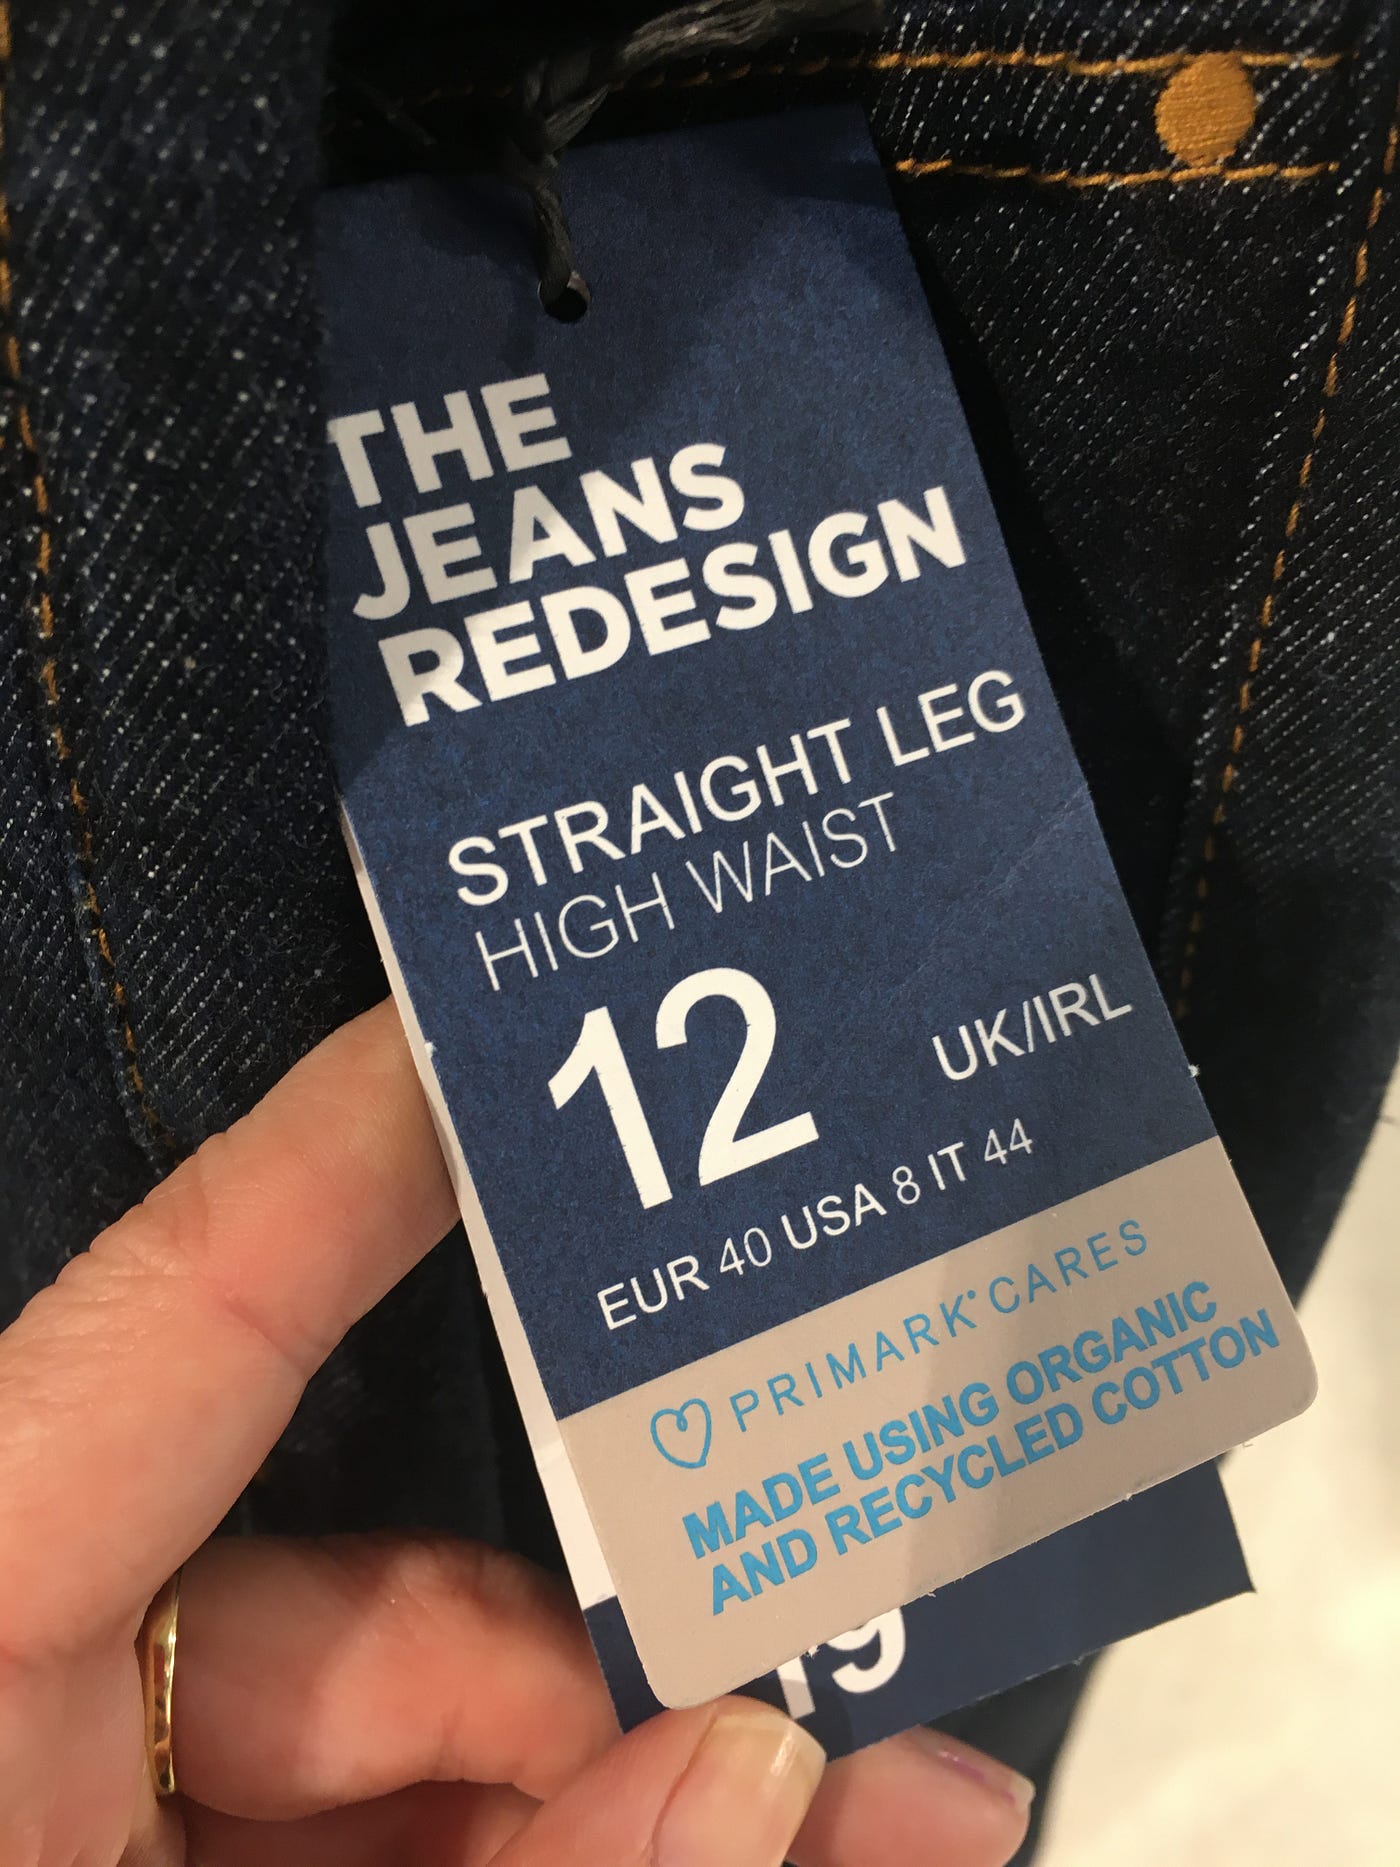 THE
JEANS
REDESIGN
STRAIGHT LEG
HIGH WAIST
12 UK/IRL
EUR 40 USA 8 IT 44
PRIMARK CARES
MADE USING ORGANIC
AND RECYCLED COTTON
19